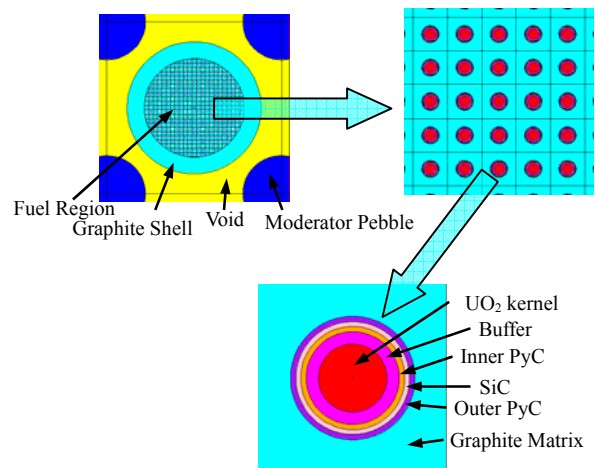 Fuel Region
Graphite Shell
Void
Moderator Pebble
UO₂ kernel
Buffer
Inner PyC
SiC
Outer PyC
Graphite Matrix